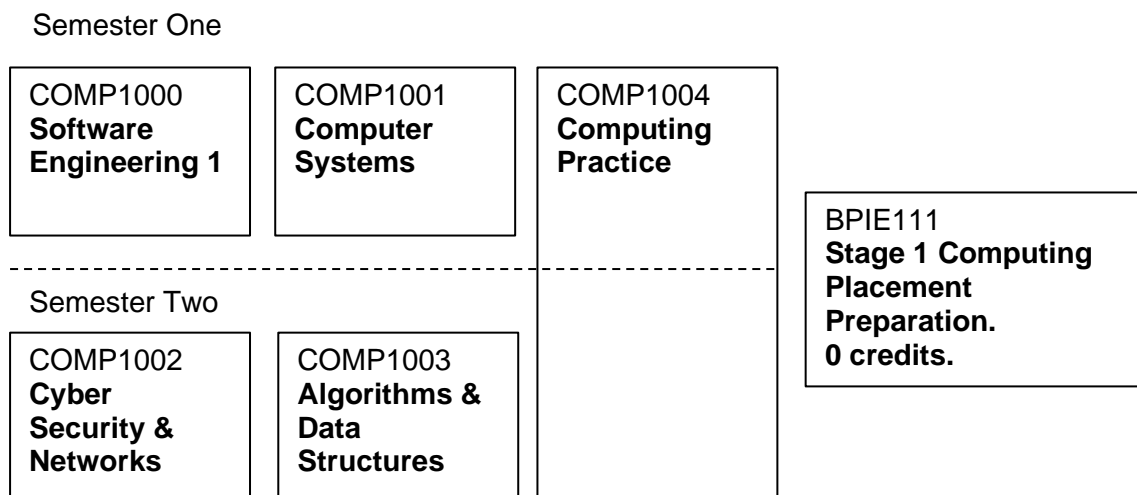 Semester One
COMP1000
Software
Engineering 1
COMP1001
Computer
Systems
COMP1004
Computing
Practice
BPIE111
Stage 1 Computing
Placement
Preparation.
0 credits.
Semester Two
COMP1002
Cyber
Security &
Networks
COMP1003
Algorithms &
Data
Structures